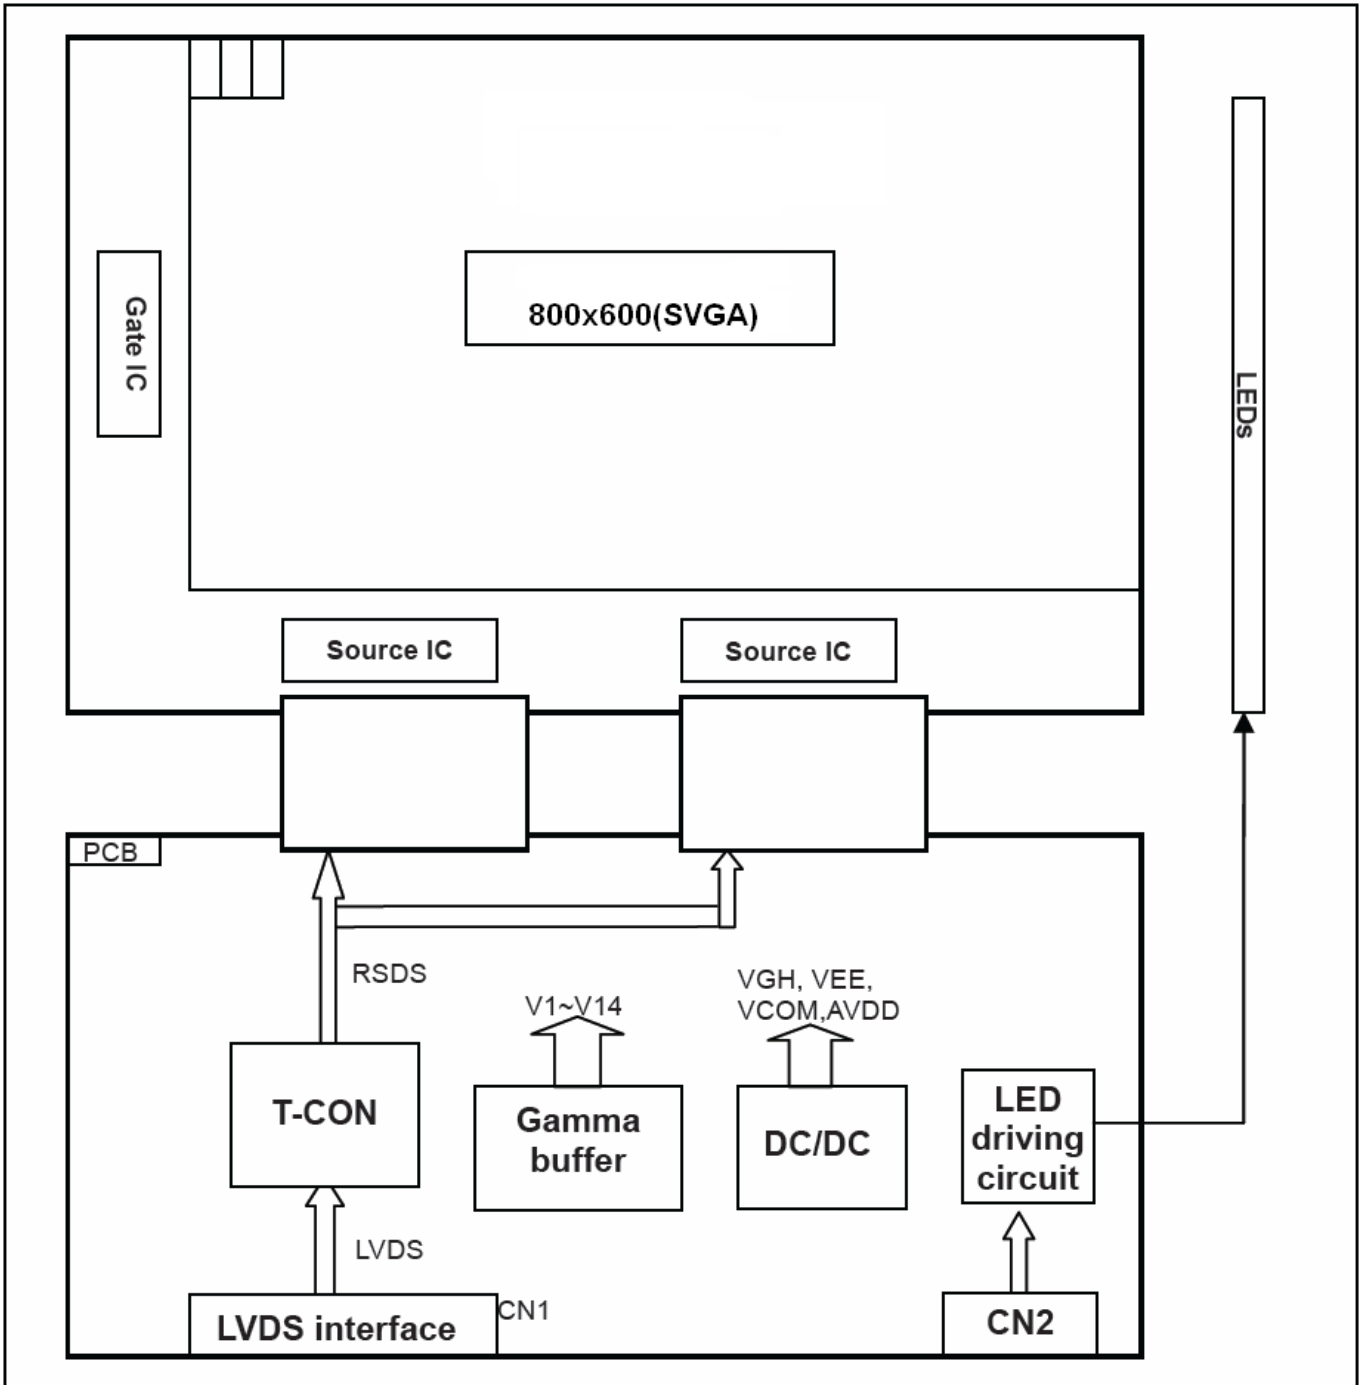 800x600(SVGA)
Gate IC
LEDs
Source IC
Source IC
PCB
RSDS
V1~V14
VGH, VEE,
VCOM,AVDD
T-CON
Gamma
buffer
DC/DC
LED
driving
circuit
LVDS
LVDS interface
CN1
CN2